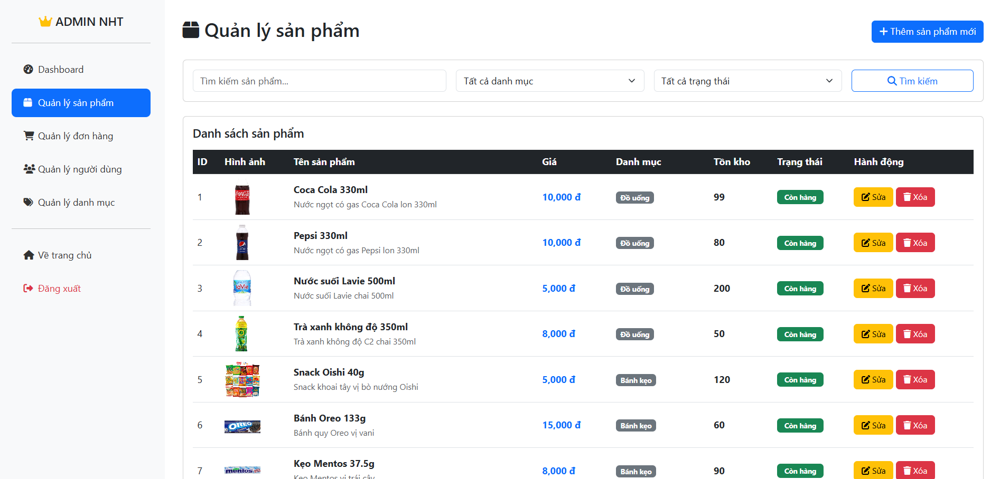 ADMIN NHT
Dashboard
Quản lý sản phẩm
Quản lý đơn hàng
Quản lý người dùng
Quản lý danh mục
Về trang chủ
Đăng xuất
Quản lý sản phẩm
Thêm sản phẩm mới
Tìm kiếm sản phẩm...
Tất cả danh mục
Tất cả trạng thái
Tìm kiếm
Danh sách sản phẩm
ID Hình ảnh Tên sản phẩm Giá Danh mục Tồn kho Trạng thái Hành động
1 Coca Cola 330ml 10,000 đ Đồ uống 99 Còn hàng Sửa Xóa
Nước ngọt có gas Coca Cola lon 330ml
2 Pepsi 330ml 10,000 đ Đồ uống 80 Còn hàng Sửa Xóa
Nước ngọt có gas Pepsi lon 330ml
3 laVie Nước suối Lavie 500ml 5,000 đ Đồ uống 200 Còn hàng Sửa Xóa
Nước suối Lavie chai 500ml
4 Trà xanh không độ 350ml 8,000 đ Đồ uống 50 Còn hàng Sửa Xóa
Trà xanh không độ C2 chai 350ml
5 Snack Oishi 40g 5,000 đ Bánh kẹo 120 Còn hàng Sửa Xóa
Snack khoai tây vị bò nướng Oishi
6 OREO Bánh Oreo 133g 15,000 đ Bánh kẹo 60 Còn hàng Sửa Xóa
Bánh quy Oreo vị vani
7 mentos Kẹo Mentos 37.5g 8,000 đ Bánh kẹo 90 Còn hàng Sửa Xóa
Kẹo Mentos vị trái cây